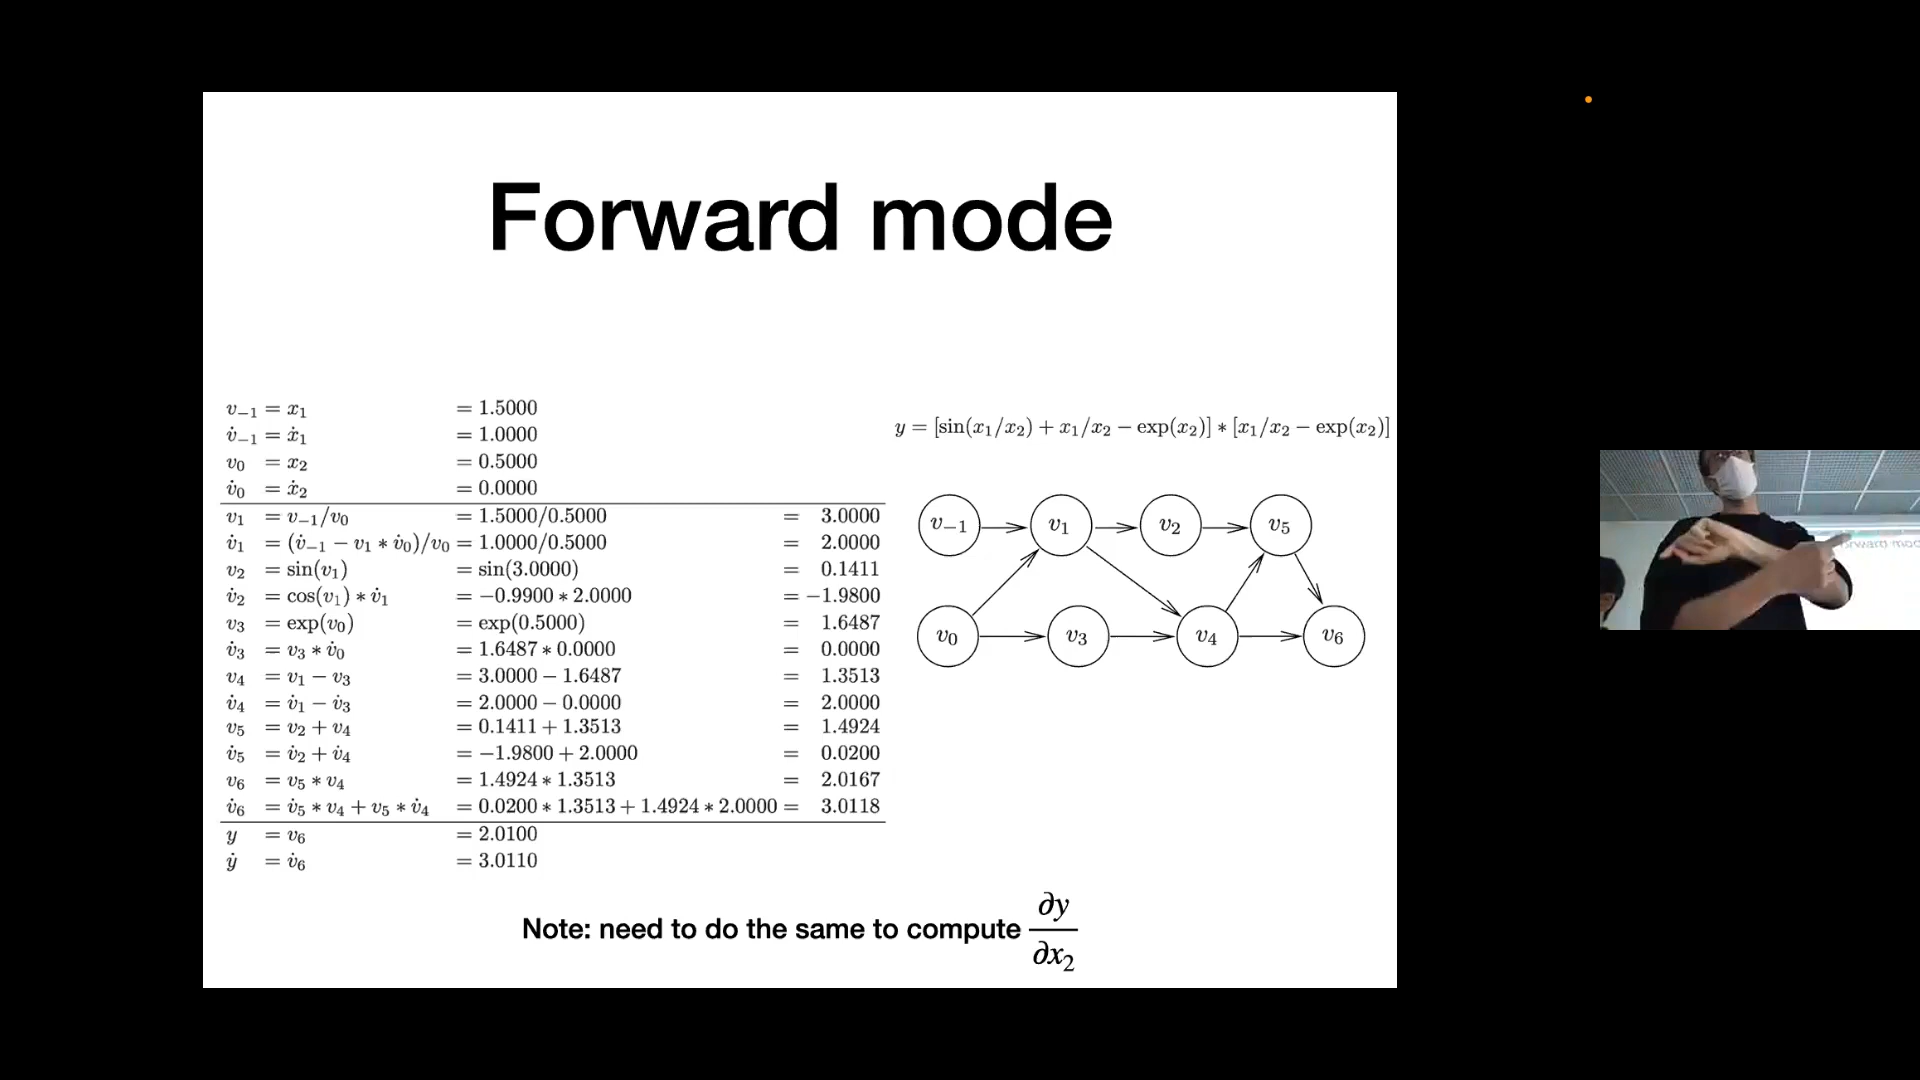 Forward mode
v₋₁ = x₁ = 1.5000
v̇₋₁ = ẋ₁ = 1.0000
v₀ = x₂ = 0.5000
v̇₀ = ẋ₂ = 0.0000
v₁ = v₋₁/v₀ = 1.5000/0.5000 = 3.0000
v̇₁ = (v̇₋₁ − v₁ * v̇₀)/v₀ = 1.0000/0.5000 = 2.0000
v₂ = sin(v₁) = sin(3.0000) = 0.1411
v̇₂ = cos(v₁) * v̇₁ = −0.9900 * 2.0000 = −1.9800
v₃ = exp(v₀) = exp(0.5000) = 1.6487
v̇₃ = v₃ * v̇₀ = 1.6487 * 0.0000 = 0.0000
v₄ = v₁ − v₃ = 3.0000 − 1.6487 = 1.3513
v̇₄ = v̇₁ − v̇₃ = 2.0000 − 0.0000 = 2.0000
v₅ = v₂ + v₄ = 0.1411 + 1.3513 = 1.4924
v̇₅ = v̇₂ + v̇₄ = −1.9800 + 2.0000 = 0.0200
v₆ = v₅ * v₄ = 1.4924 * 1.3513 = 2.0167
v̇₆ = v̇₅ * v₄ + v₅ * v̇₄ = 0.0200 * 1.3513 + 1.4924 * 2.0000 = 3.0118
y = v₆ = 2.0100
ẏ = v̇₆ = 3.0110
y = [sin(x₁/x₂) + x₁/x₂ − exp(x₂)] * [x₁/x₂ − exp(x₂)]
v₋₁ v₁ v₂ v₅
v₀ v₃ v₄ v₆
Note: need to do the same to compute ∂y/∂x₂